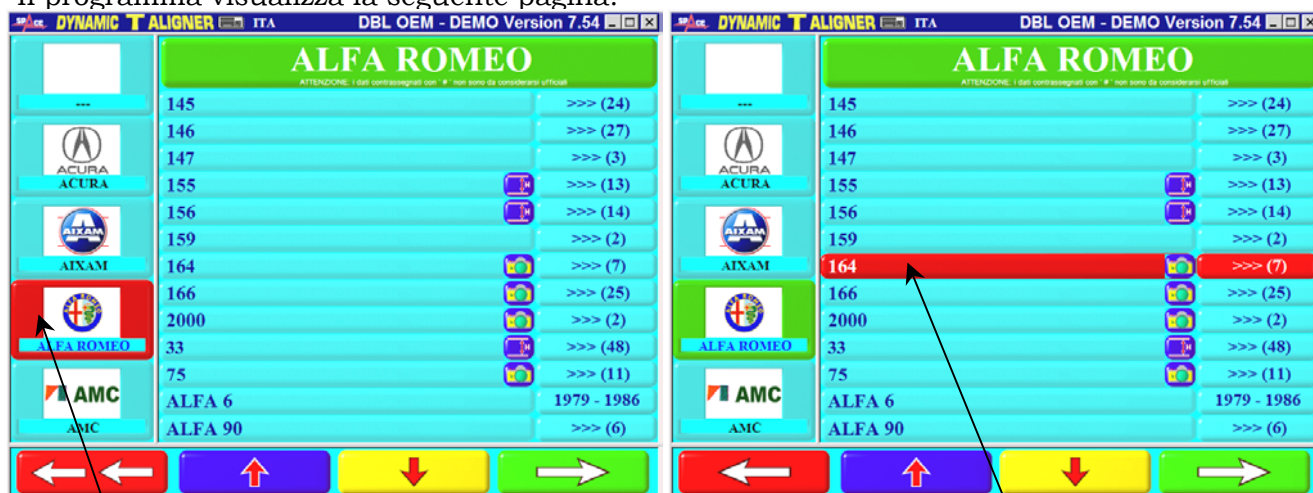 Il programma visualizza la seguente pagina:
SPACE DYNAMIC T ALIGNER ITA DBL OEM - DEMO Version 7.54
ALFA ROMEO
ATTENZIONE: i dati contrassegnati con " # " non sono da considerarsi ufficiali
---
ACURA
ACURA
AIXAM
AIXAM
ALFA ROMEO
AMC
AMC
145 >>> (24)
146 >>> (27)
147 >>> (3)
155 >>> (13)
156 >>> (14)
159 >>> (2)
164 >>> (7)
166 >>> (25)
2000 >>> (2)
33 >>> (48)
75 >>> (11)
ALFA 6 1979 - 1986
ALFA 90 >>> (6)
SPACE DYNAMIC T ALIGNER ITA DBL OEM - DEMO Version 7.54
ALFA ROMEO
ATTENZIONE: i dati contrassegnati con " # " non sono da considerarsi ufficiali
---
ACURA
ACURA
AIXAM
AIXAM
ALFA ROMEO
AMC
AMC
145 >>> (24)
146 >>> (27)
147 >>> (3)
155 >>> (13)
156 >>> (14)
159 >>> (2)
164 >>> (7)
166 >>> (25)
2000 >>> (2)
33 >>> (48)
75 >>> (11)
ALFA 6 1979 - 1986
ALFA 90 >>> (6)